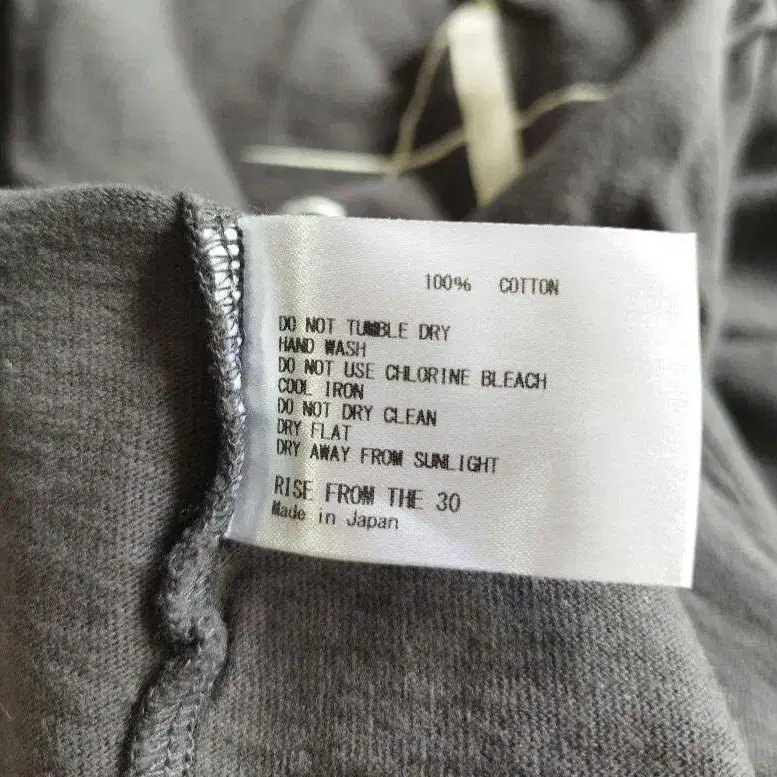 100% COTTON
DO NOT TUMBLE DRY
HAND WASH
DO NOT USE CHLORINE BLEACH
COOL IRON
DO NOT DRY CLEAN
DRY FLAT
DRY AWAY FROM SUNLIGHT
RISE FROM THE 30
Made in Japan